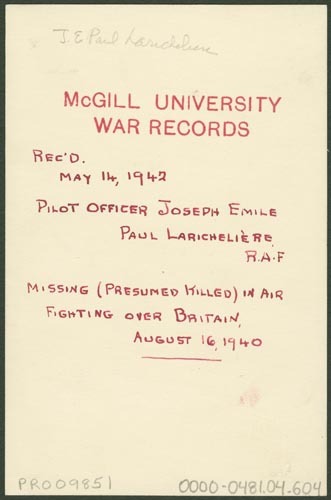 J. E Paul Larichelière
McGILL UNIVERSITY
WAR RECORDS
REC'D.
MAY 14, 1942
PILOT OFFICER JOSEPH EMILE
PAUL LARICHELIÈRE
R.A.F
MISSING (PRESUMED KILLED) IN AIR
FIGHTING OVER BRITAIN,
AUGUST 16, 1940
PR009851
0000-0481.04.604